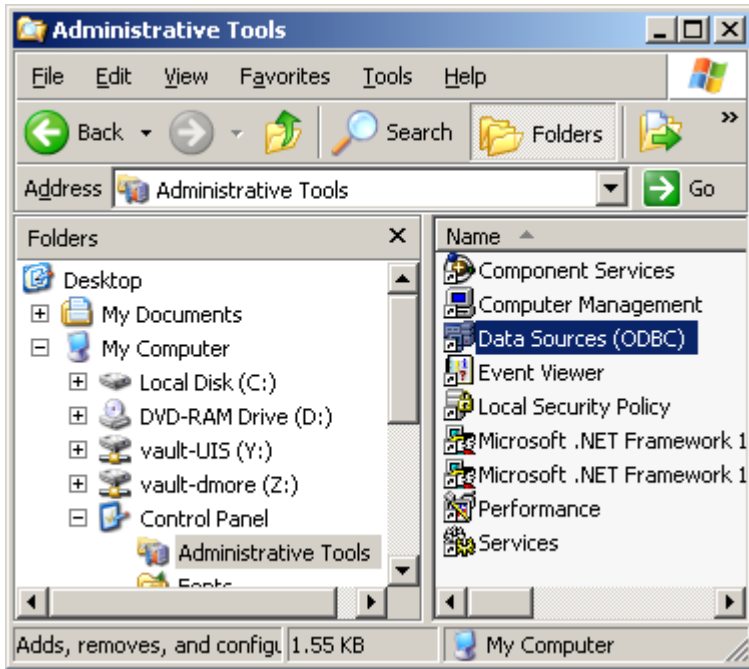 Administrative Tools
File Edit View Favorites Tools Help
Back Search Folders »
Address Administrative Tools Go
Folders
Desktop
My Documents
My Computer
Local Disk (C:)
DVD-RAM Drive (D:)
vault-UIS (Y:)
vault-dmore (Z:)
Control Panel
Administrative Tools
Fonts
Name
Component Services
Computer Management
Data Sources (ODBC)
Event Viewer
Local Security Policy
Microsoft .NET Framework 1
Microsoft .NET Framework 1
Performance
Services
Adds, removes, and configu 1.55 KB My Computer